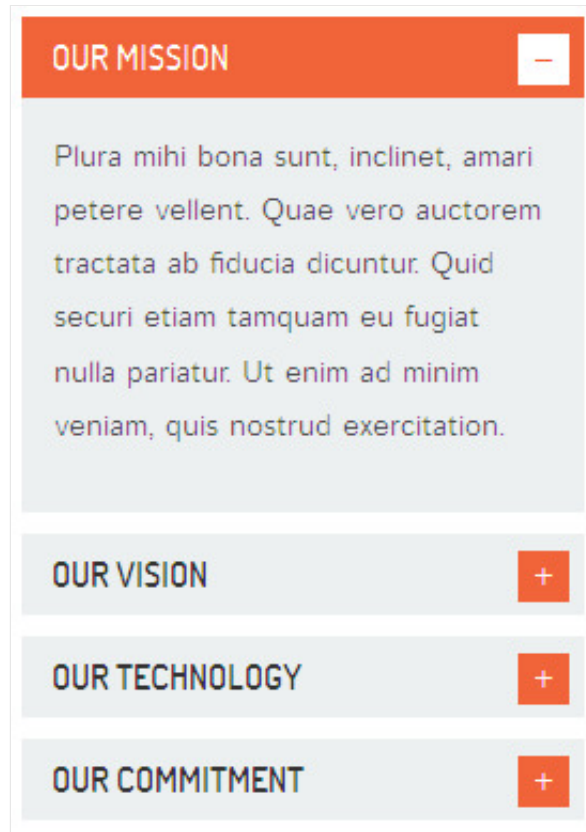 OUR MISSION
–
Plura mihi bona sunt, inclinet, amari
petere vellent. Quae vero auctorem
tractata ab fiducia dicuntur. Quid
securi etiam tamquam eu fugiat
nulla pariatur. Ut enim ad minim
veniam, quis nostrud exercitation.
OUR VISION
+
OUR TECHNOLOGY
+
OUR COMMITMENT
+